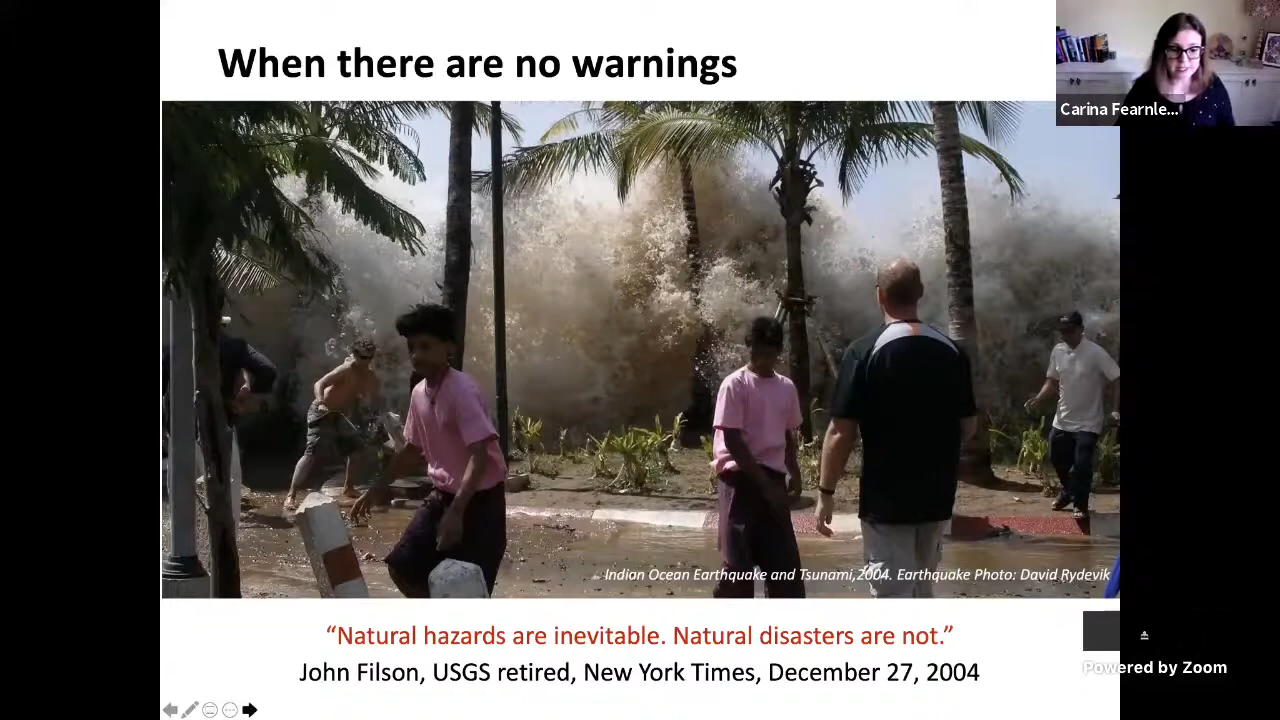 When there are no warnings
Carina Fearnle...
Indian Ocean Earthquake and Tsunami,2004. Earthquake Photo: David Rydevik
“Natural hazards are inevitable. Natural disasters are not.”
John Filson, USGS retired, New York Times, December 27, 2004
Powered by Zoom